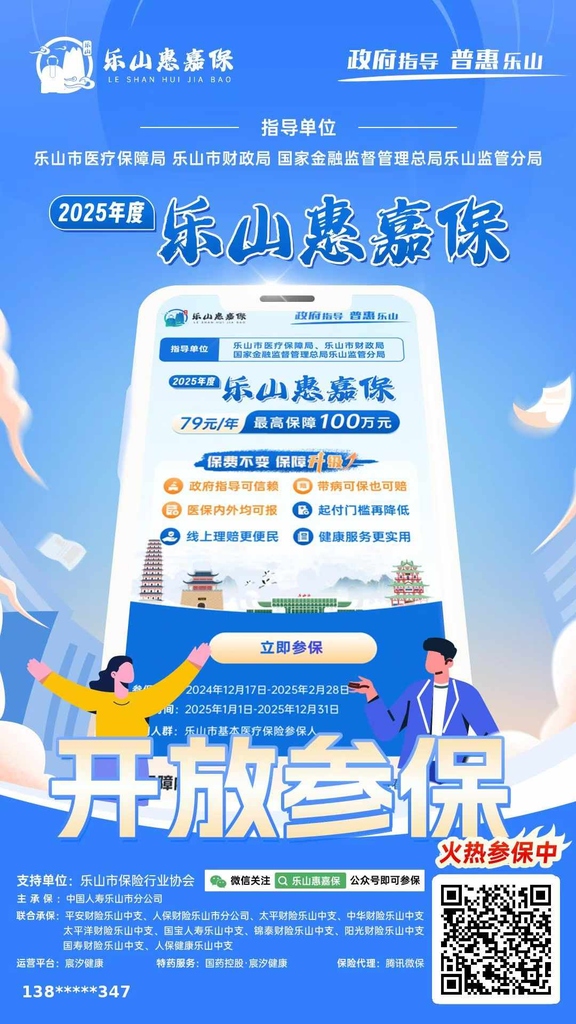 乐山惠嘉保
LE SHAN HUI JIA BAO
乐山
政府指导 普惠乐山
指导单位
乐山市医疗保障局 乐山市财政局 国家金融监督管理总局乐山监管分局
2025年度 乐山惠嘉保
乐山惠嘉保
LE SHAN HUI JIA BAO
政府指导 普惠乐山
指导单位
乐山市医疗保障局、乐山市财政局
国家金融监督管理总局乐山监管分局
2025年度 乐山惠嘉保
79元/年 最高保障100万元
保费不变 保障升级
政府指导可信赖 带病可保也可赔
医保内外均可报 起付门槛再降低
线上理赔更便民 健康服务更实用
立即参保
2024年12月17日-2025年2月28日
间：2025年1月1日-2025年12月31日
人群：乐山市基本医疗保险参保人
开放参保
火热参保中
支持单位：乐山市保险行业协会
微信关注 乐山惠嘉保 公众号即可参保
主承保：中国人寿乐山市分公司
联合承保：平安财险乐山中支、人保财险乐山市分公司、太平财险乐山中支、中华财险乐山中支
太平洋财险乐山中支、国宝人寿乐山中支、锦泰财险乐山中支、阳光财险乐山中支
国寿财险乐山中支、人保健康乐山中支
运营平台：宸汐健康 特药服务：国药控股·宸汐健康 保险代理：腾讯微保
138*****347